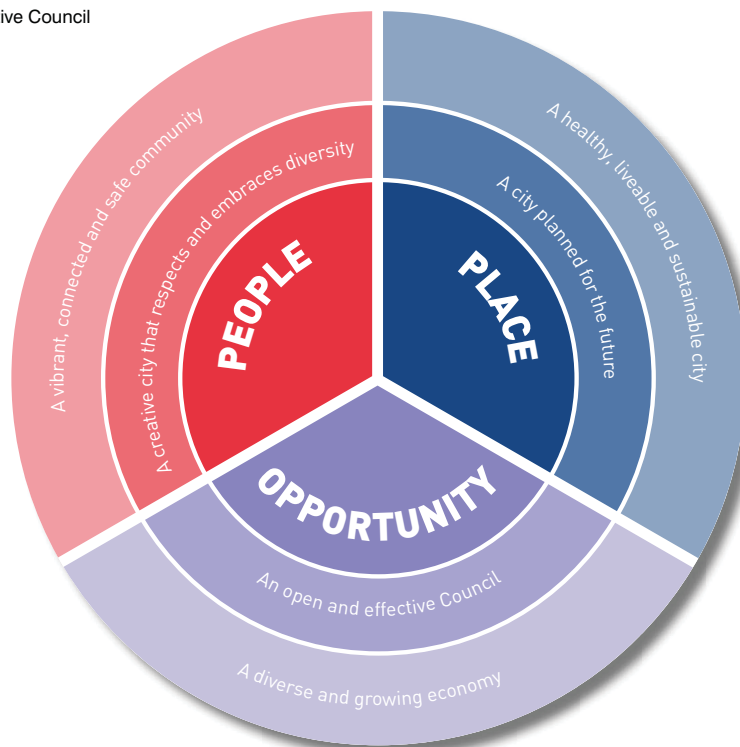 ive Council
A vibrant, connected and safe community
A creative city that respects and embraces diversity
PEOPLE
A healthy, liveable and sustainable city
A city planned for the future
PLACE
OPPORTUNITY
An open and effective Council
A diverse and growing economy